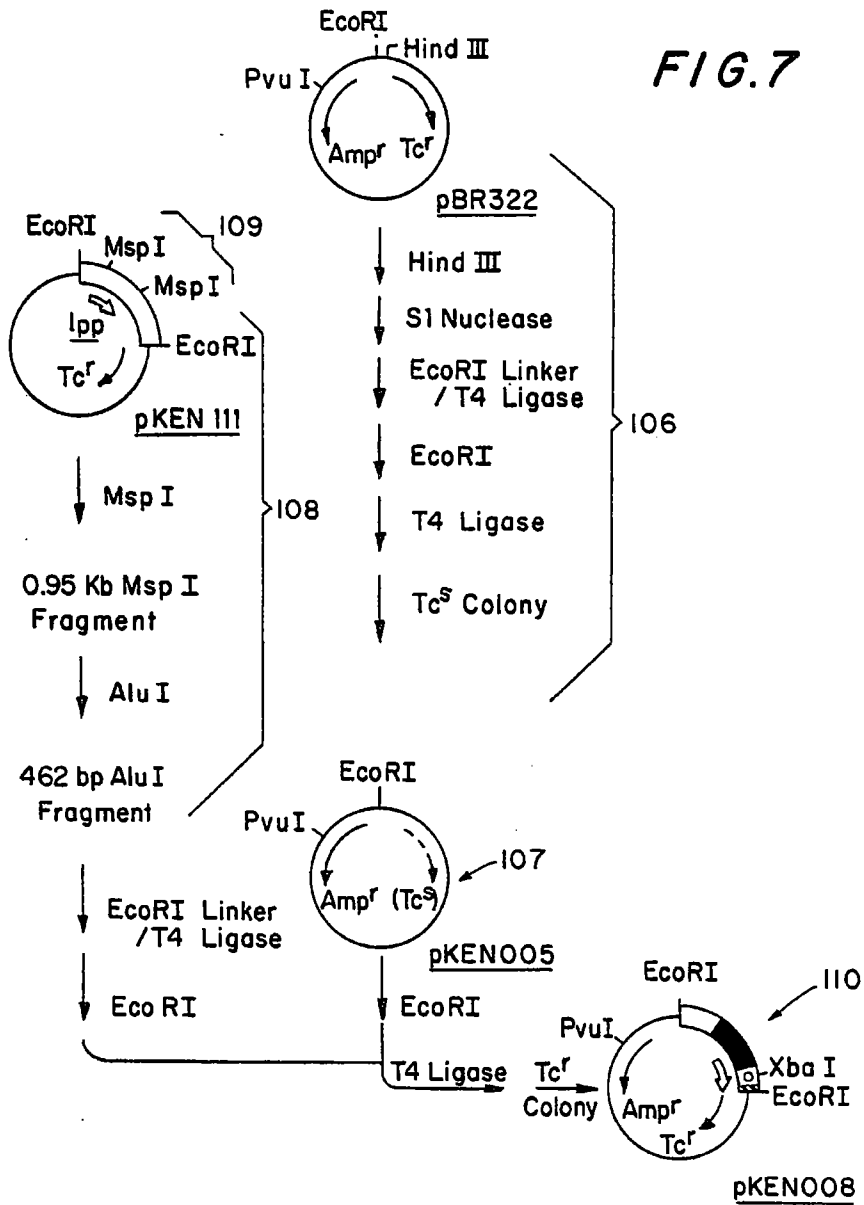 FIG.7
EcoRI
Hind III
Pvu I
Ampr Tcr
pBR322
Hind III
S1 Nuclease
EcoRI Linker
/ T4 Ligase
EcoRI
T4 Ligase
Tcs Colony
106
EcoRI
Msp I
109
Msp I
lpp
EcoRI
Tcr
pKEN 111
Msp I
108
0.95 Kb Msp I
Fragment
Alu I
462 bp Alu I
Fragment
EcoRI Linker
/T4 Ligase
Eco RI
EcoRI
PvuI
107
Ampr (Tcs)
pKEN005
EcoRI
T4 Ligase
Tcr
Colony
EcoRI
110
PvuI
Xba I
EcoRI
Ampr
Tcr
pKEN008